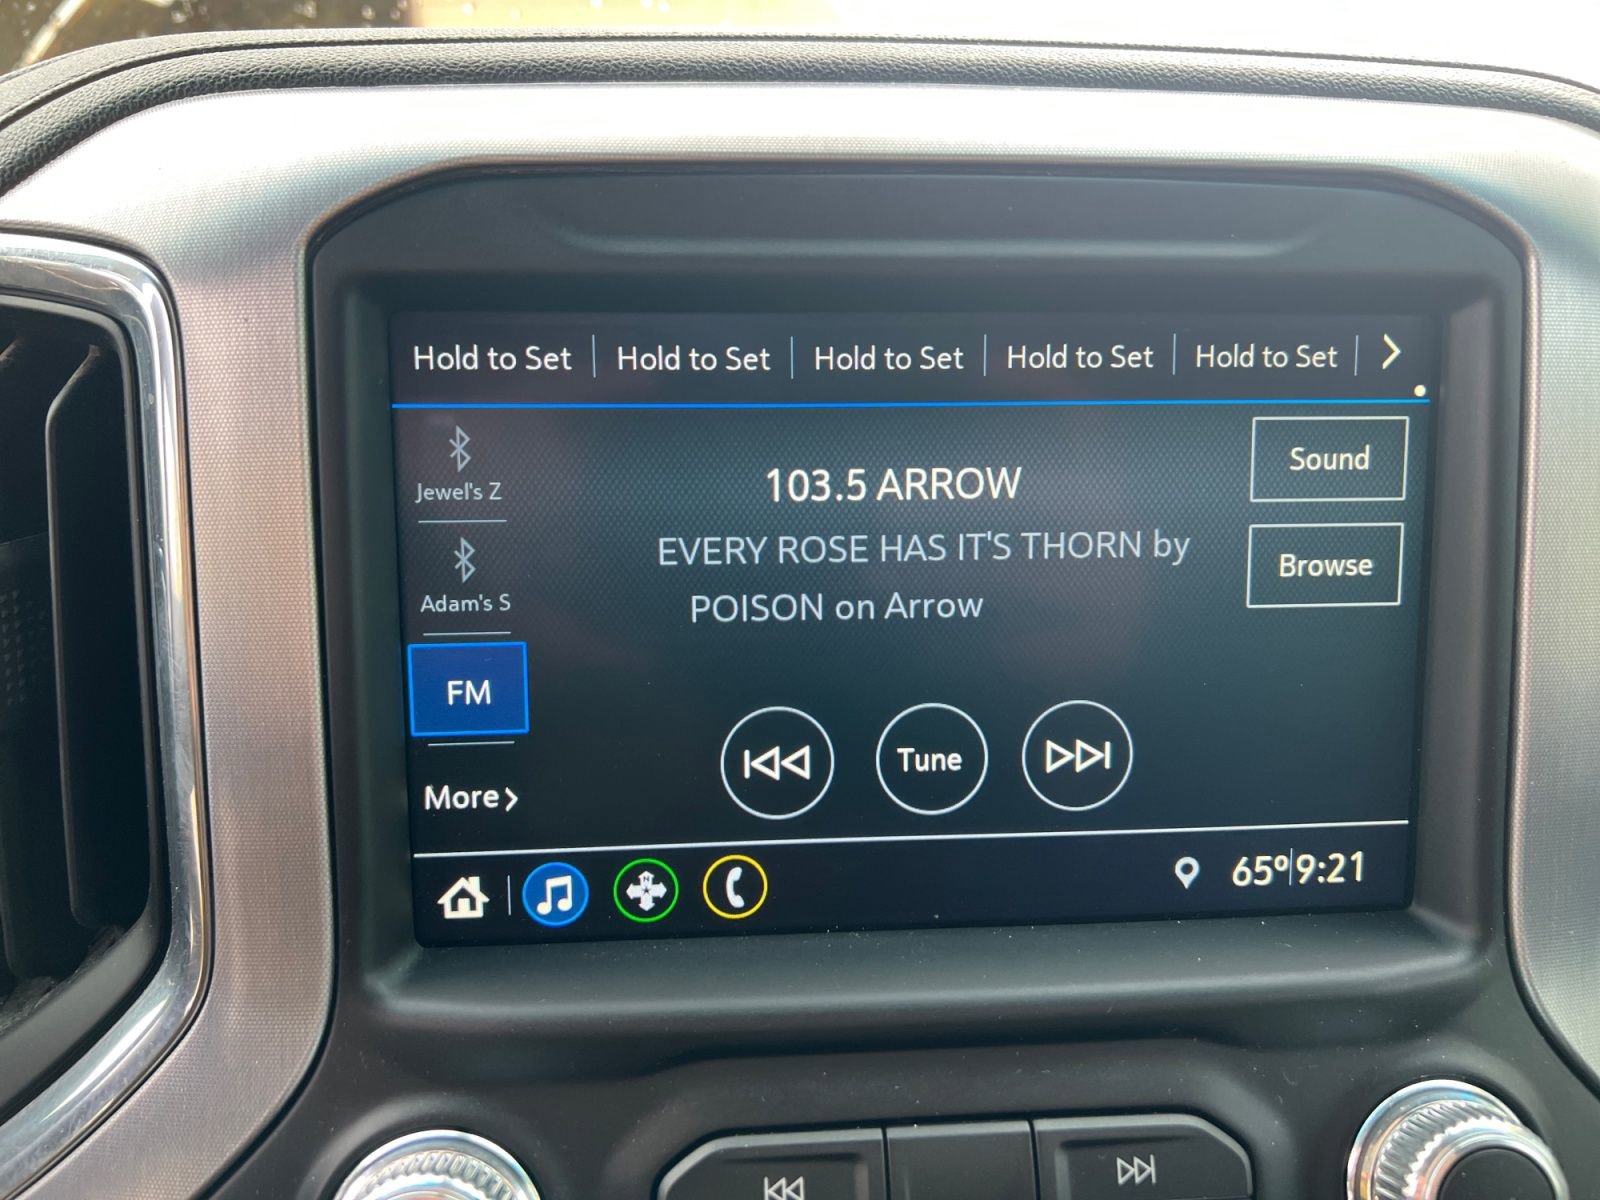 Hold to Set Hold to Set Hold to Set Hold to Set Hold to Set
Jewel's Z
Adam's S
FM
More
103.5 ARROW
EVERY ROSE HAS IT'S THORN by
POISON on Arrow
Sound
Browse
Tune
N
65° 9:21